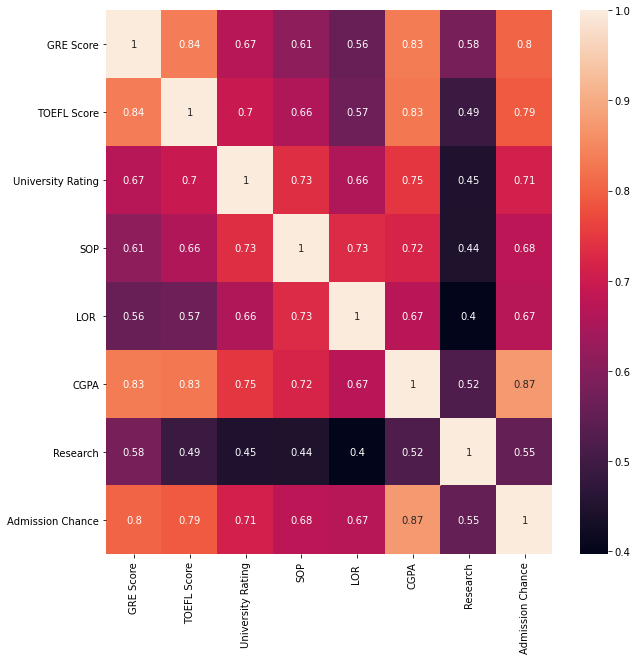 GRE Score 1 0.84 0.67 0.61 0.56 0.83 0.58 0.8
TOEFL Score 0.84 1 0.7 0.66 0.57 0.83 0.49 0.79
University Rating 0.67 0.7 1 0.73 0.66 0.75 0.45 0.71
SOP 0.61 0.66 0.73 1 0.73 0.72 0.44 0.68
LOR 0.56 0.57 0.66 0.73 1 0.67 0.4 0.67
CGPA 0.83 0.83 0.75 0.72 0.67 1 0.52 0.87
Research 0.58 0.49 0.45 0.44 0.4 0.52 1 0.55
Admission Chance 0.8 0.79 0.71 0.68 0.67 0.87 0.55 1
GRE Score
TOEFL Score
University Rating
SOP
LOR
CGPA
Research
Admission Chance
1.0
0.9
0.8
0.7
0.6
0.5
0.4